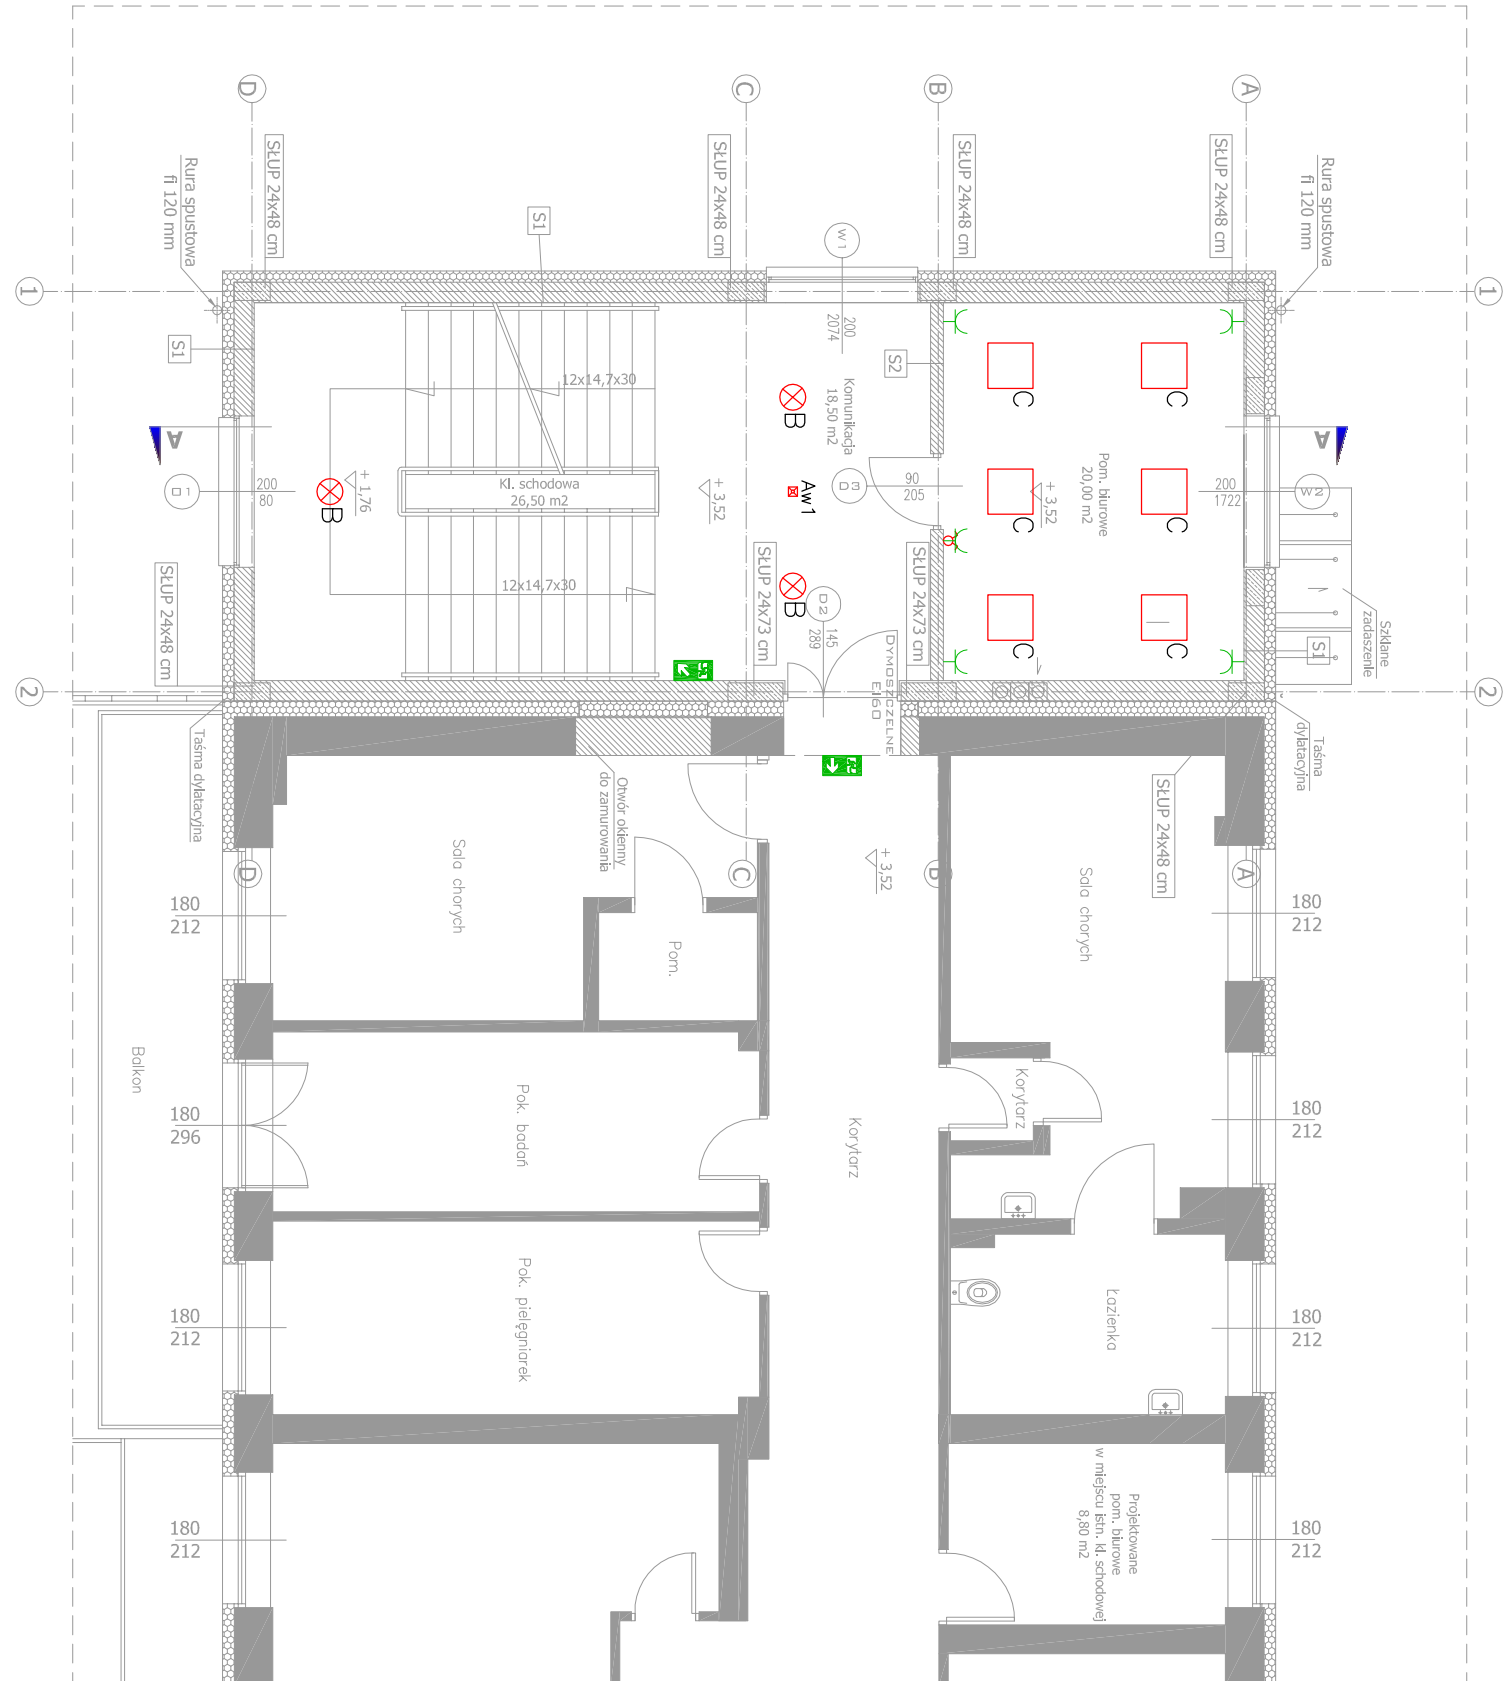 D
C
B
A
SŁUP 24x48 cm
SŁUP 24x48 cm
SŁUP 24x48 cm
SŁUP 24x48 cm
Rura spustowa
fi 120 mm
Rura spustowa
fi 120 mm
S1
W1
1
1
200
2074
S1
S2
12x14,7x30
Komunikacja
18,50 m2
B
C
C
A
A
Kl. schodowa
26,50 m2
+ 1,76
B
D1
200
80
+ 3,52
Aw1
D3
90
205
Pom. biurowe
20,00 m2
+ 3,52
C
C
200
1722
W2
12x14,7x30
SŁUP 24x48 cm
SŁUP 24x73 cm
B
D2
145
289
SŁUP 24x73 cm
DYMOSZCZELNE
EI60
C
C
S1
Szklane
zadaszenie
2
2
Taśma dylatacyjna
Otwór okienny
do zamurowania
Taśma
dylatacyjna
SŁUP 24x48 cm
D
C
B
A
+ 3,52
Sala chorych
Pom.
Sala chorych
180
212
180
212
Balkon
Pok. badań
Korytarz
Korytarz
180
296
180
212
Pok. pielęgniarek
Łazienka
180
212
180
212
Projektowane
pom. biurowe
w miejscu istn. kl. schodowej
8,80 m2
180
212
180
212